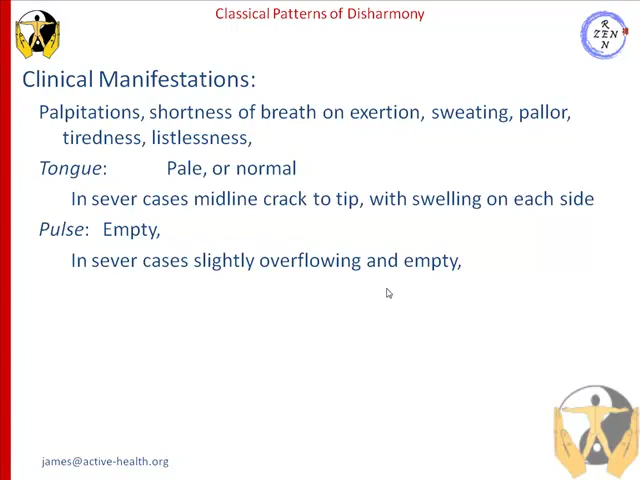 Classical Patterns of Disharmony
R
ZEN
N
Clinical Manifestations:
Palpitations, shortness of breath on exertion, sweating, pallor,
tiredness, listlessness,
Tongue: Pale, or normal
In sever cases midline crack to tip, with swelling on each side
Pulse: Empty,
In sever cases slightly overflowing and empty,
james@active-health.org